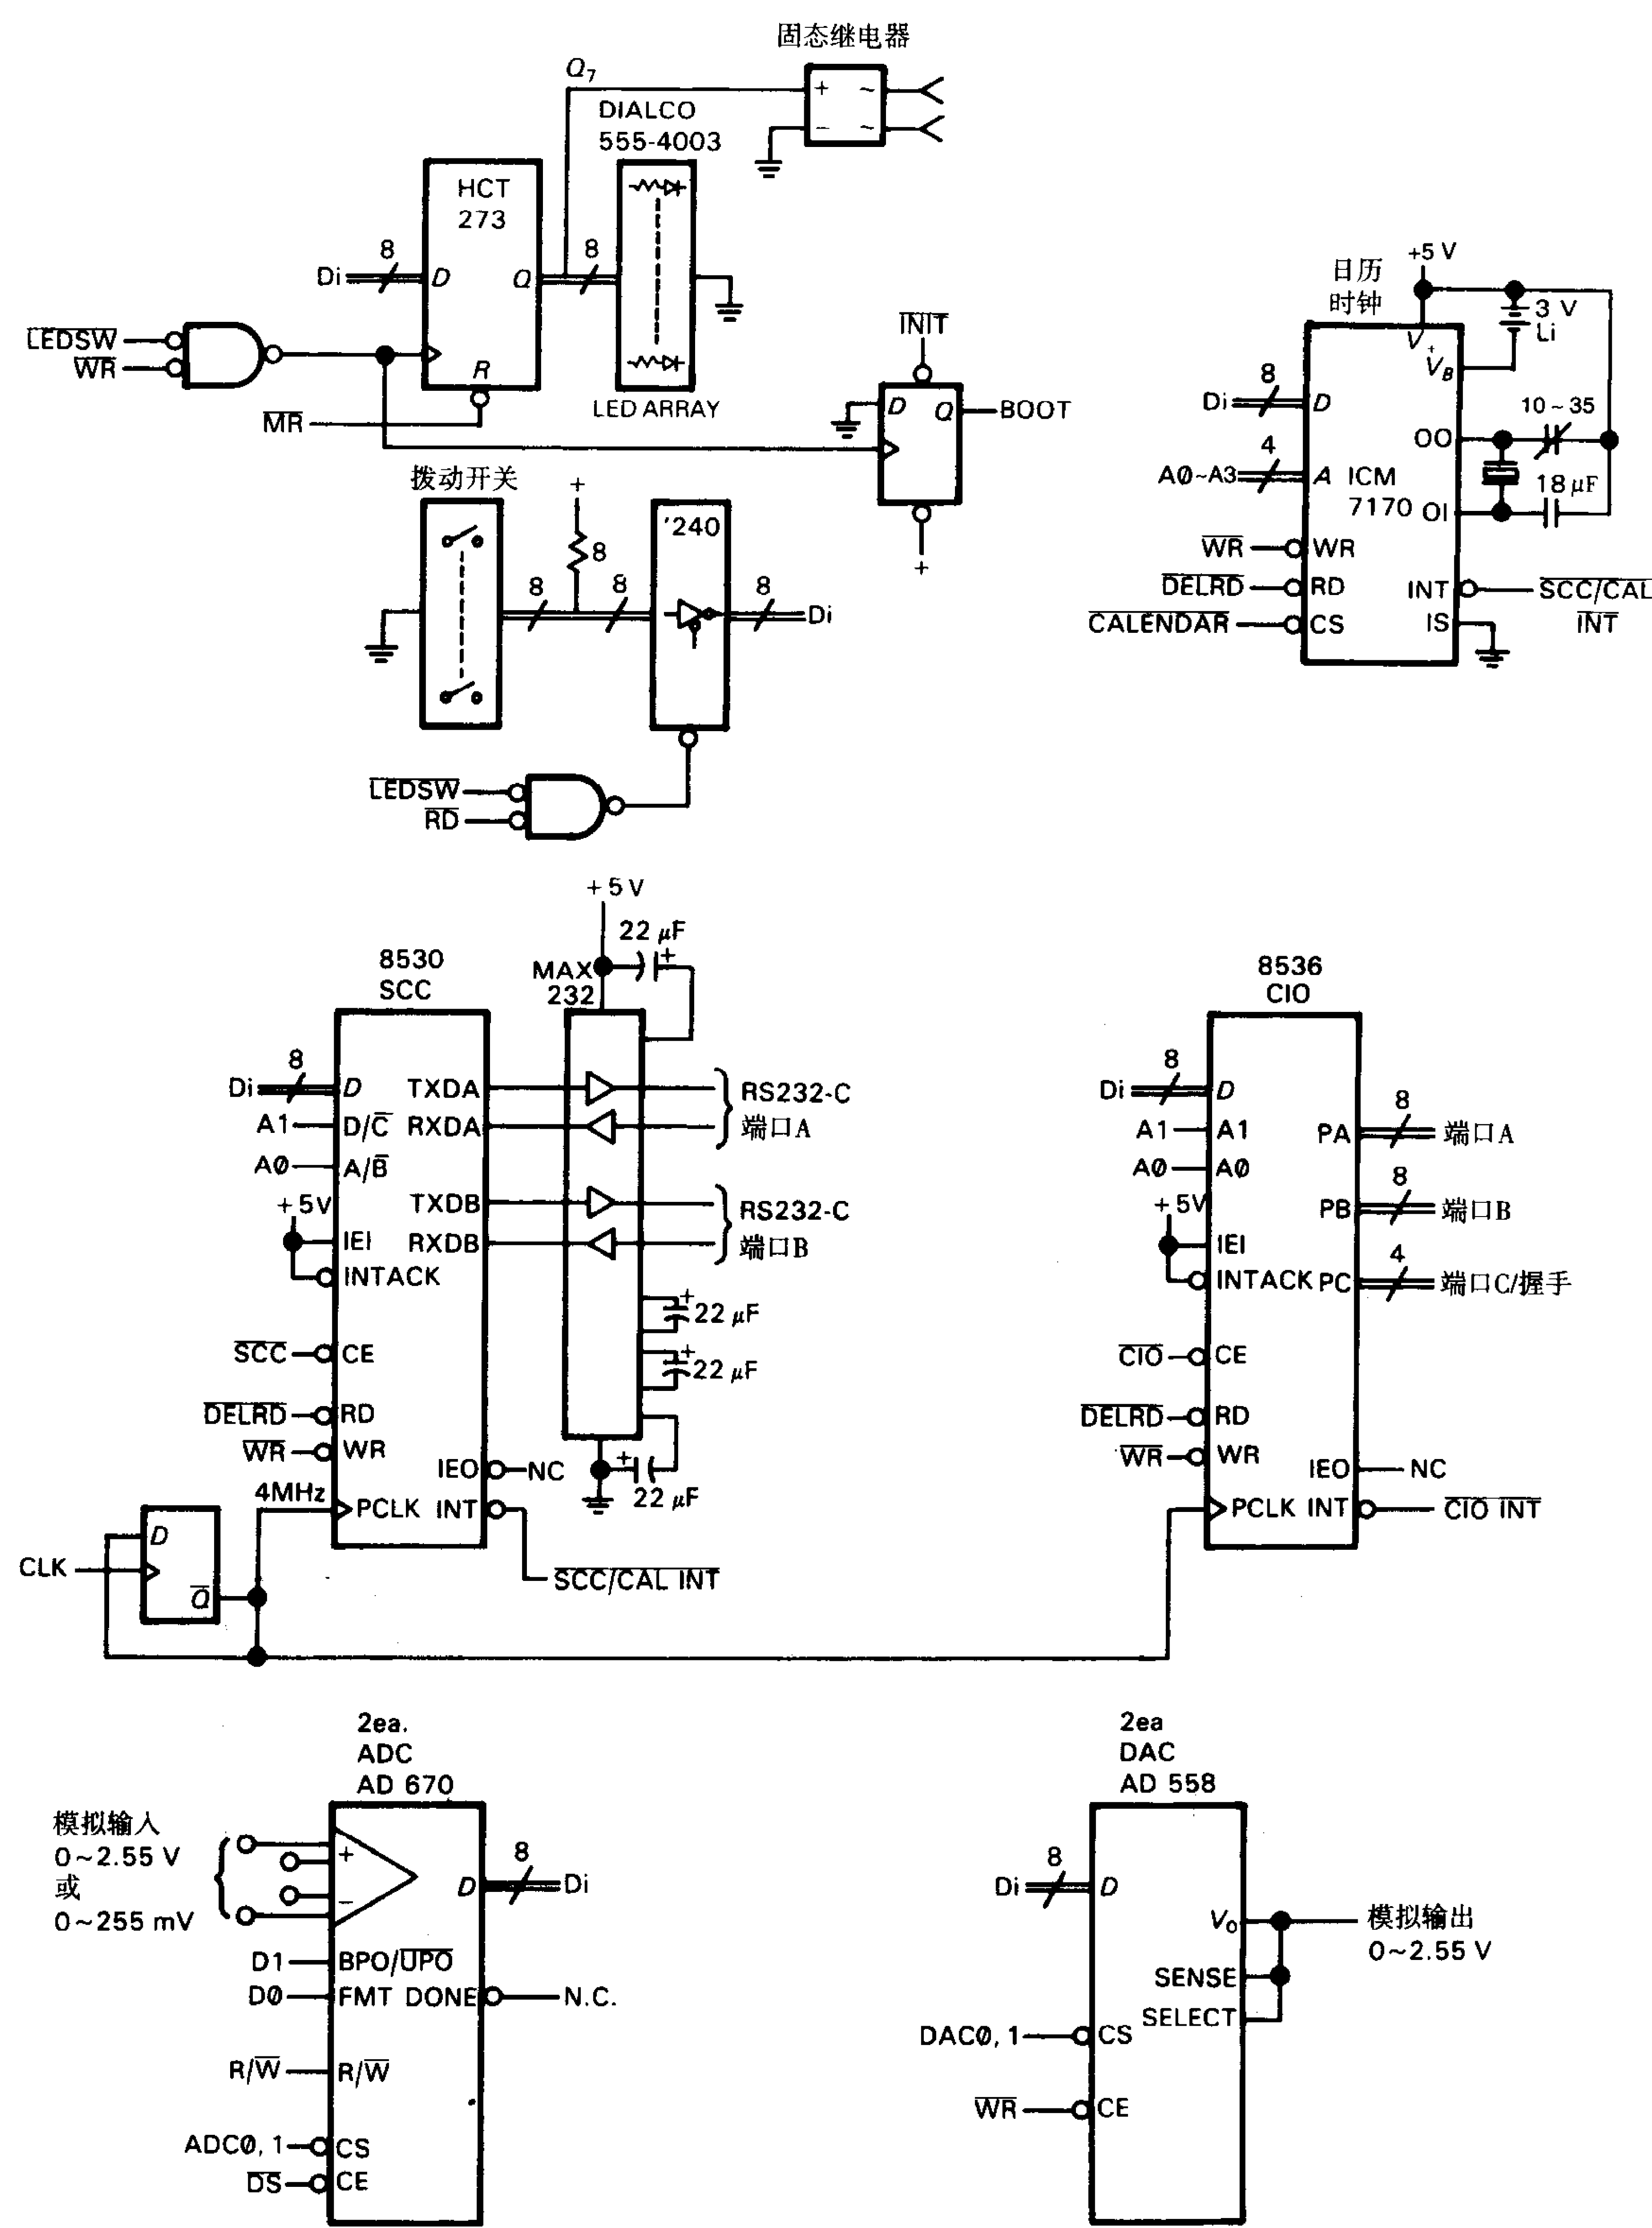 固态继电器
Q7
DIALCO
555-4003
+ ~
− ~
HCT
273
8
Di
D
Q
8
LEDSW
WR
R
MR
LED ARRAY
INIT
D Q
BOOT
+
拨动开关
+
8
'240
8
8
8
Di
LEDSW
RD
日历
时钟
+5 V
3 V
Li
V+
VB
8
Di
D
10~35
OO
4
A0~A3
A ICM
7170
OI
18 μF
WR
WR
DELRD
RD
INT
SCC/CAL
INT
CALENDAR
CS
IS
+ 5 V
22 μF
+
MAX
232
8530
SCC
8
Di
D
TXDA
RS232-C
端口A
A1
D/C
RXDA
A0
A/B
+ 5V
TXDB
RS232-C
端口B
IEI
RXDB
INTACK
+
22 μF
+
22 μF
SCC
CE
DELRD
RD
WR
WR
IEO
NC
+
22 μF
4MHz
PCLK INT
SCC/CAL INT
D
CLK
Q
8536
CIO
8
Di
D
8
A1
A1
PA
端口A
A0
A0
8
+ 5V
PB
端口B
IEI
4
INTACK PC
端口C/握手
CIO
CE
DELRD
RD
WR
WR
IEO
NC
PCLK INT
CIO INT
2ea.
ADC
AD 670
模拟输入
0~2.55 V
或
0~255 mV
+
−
8
D
Di
D1
BPO/UPO
D0
FMT DONE
N.C.
R/W
R/W
ADC0, 1
CS
DS
CE
2ea
DAC
AD 558
8
Di
D
V0
模拟输出
0~2.55 V
SENSE
SELECT
DAC0, 1
CS
WR
CE